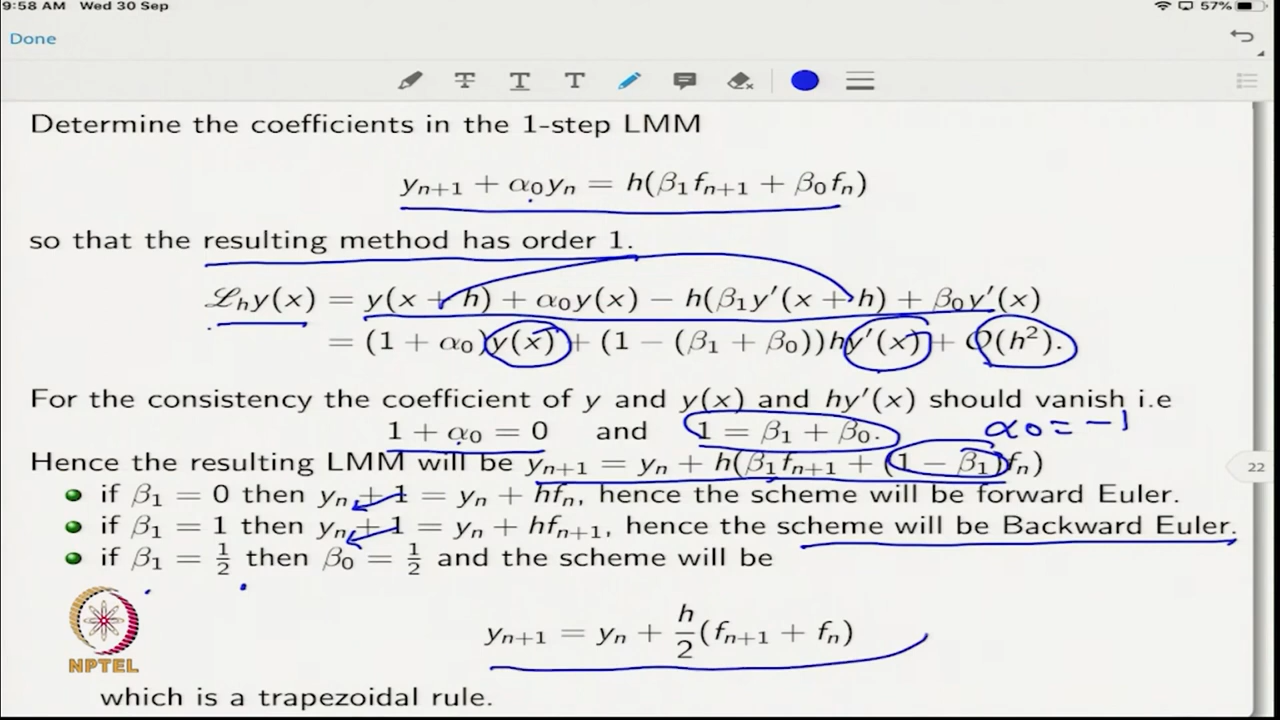 9:58 AM Wed 30 Sep
57%
Done
T T T
Determine the coefficients in the 1-step LMM
yₙ₊₁ + α₀yₙ = h(β₁fₙ₊₁ + β₀fₙ)
so that the resulting method has order 1.
ℒₕy(x) = y(x + h) + α₀y(x) − h(β₁y′(x + h) + β₀y′(x)
= (1 + α₀)y(x) + (1 − (β₁ + β₀))hy′(x) + 𝒪(h²).
For the consistency the coefficient of y and y(x) and hy′(x) should vanish i.e
1 + α₀ = 0 and 1 = β₁ + β₀. α₀ = −1
Hence the resulting LMM will be yₙ₊₁ = yₙ + h(β₁fₙ₊₁ + (1 − β₁)fₙ)
22
if β₁ = 0 then yₙ + 1 = yₙ + hfₙ, hence the scheme will be forward Euler.
if β₁ = 1 then yₙ + 1 = yₙ + hfₙ₊₁, hence the scheme will be Backward Euler.
if β₁ = ½ then β₀ = ½ and the scheme will be
yₙ₊₁ = yₙ + h/2(fₙ₊₁ + fₙ)
NPTEL
which is a trapezoidal rule.